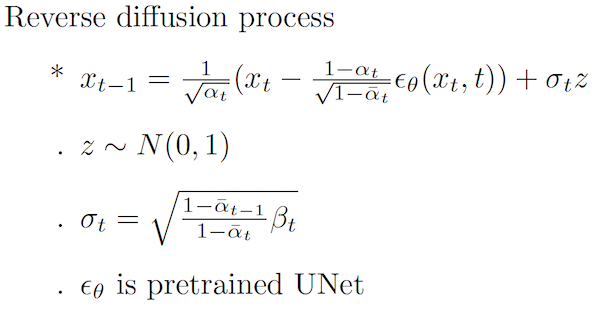 Reverse diffusion process
* $x_{t-1} = \frac{1}{\sqrt{\alpha_t}}(x_t - \frac{1-\alpha_t}{\sqrt{1-\bar{\alpha}_t}}\epsilon_\theta(x_t, t)) + \sigma_t z$
. $z \sim N(0, 1)$
. $\sigma_t = \sqrt{\frac{1-\bar{\alpha}_{t-1}}{1-\bar{\alpha}_t}\beta_t}$
. $\epsilon_\theta$ is pretrained UNet